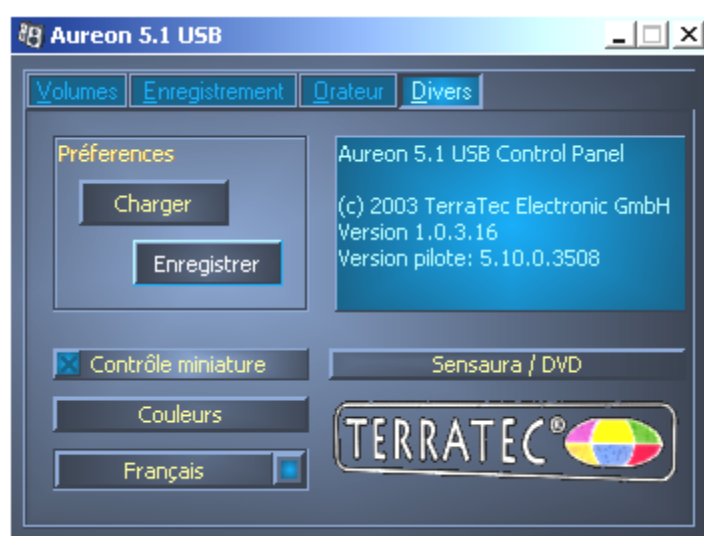 Aureon 5.1 USB
Volumes Enregistrement Orateur Divers
Préferences
Charger
Enregistrer
Aureon 5.1 USB Control Panel
(c) 2003 TerraTec Electronic GmbH
Version 1.0.3.16
Version pilote: 5.10.0.3508
Contrôle miniature
Sensaura / DVD
Couleurs
Français
TERRATEC®